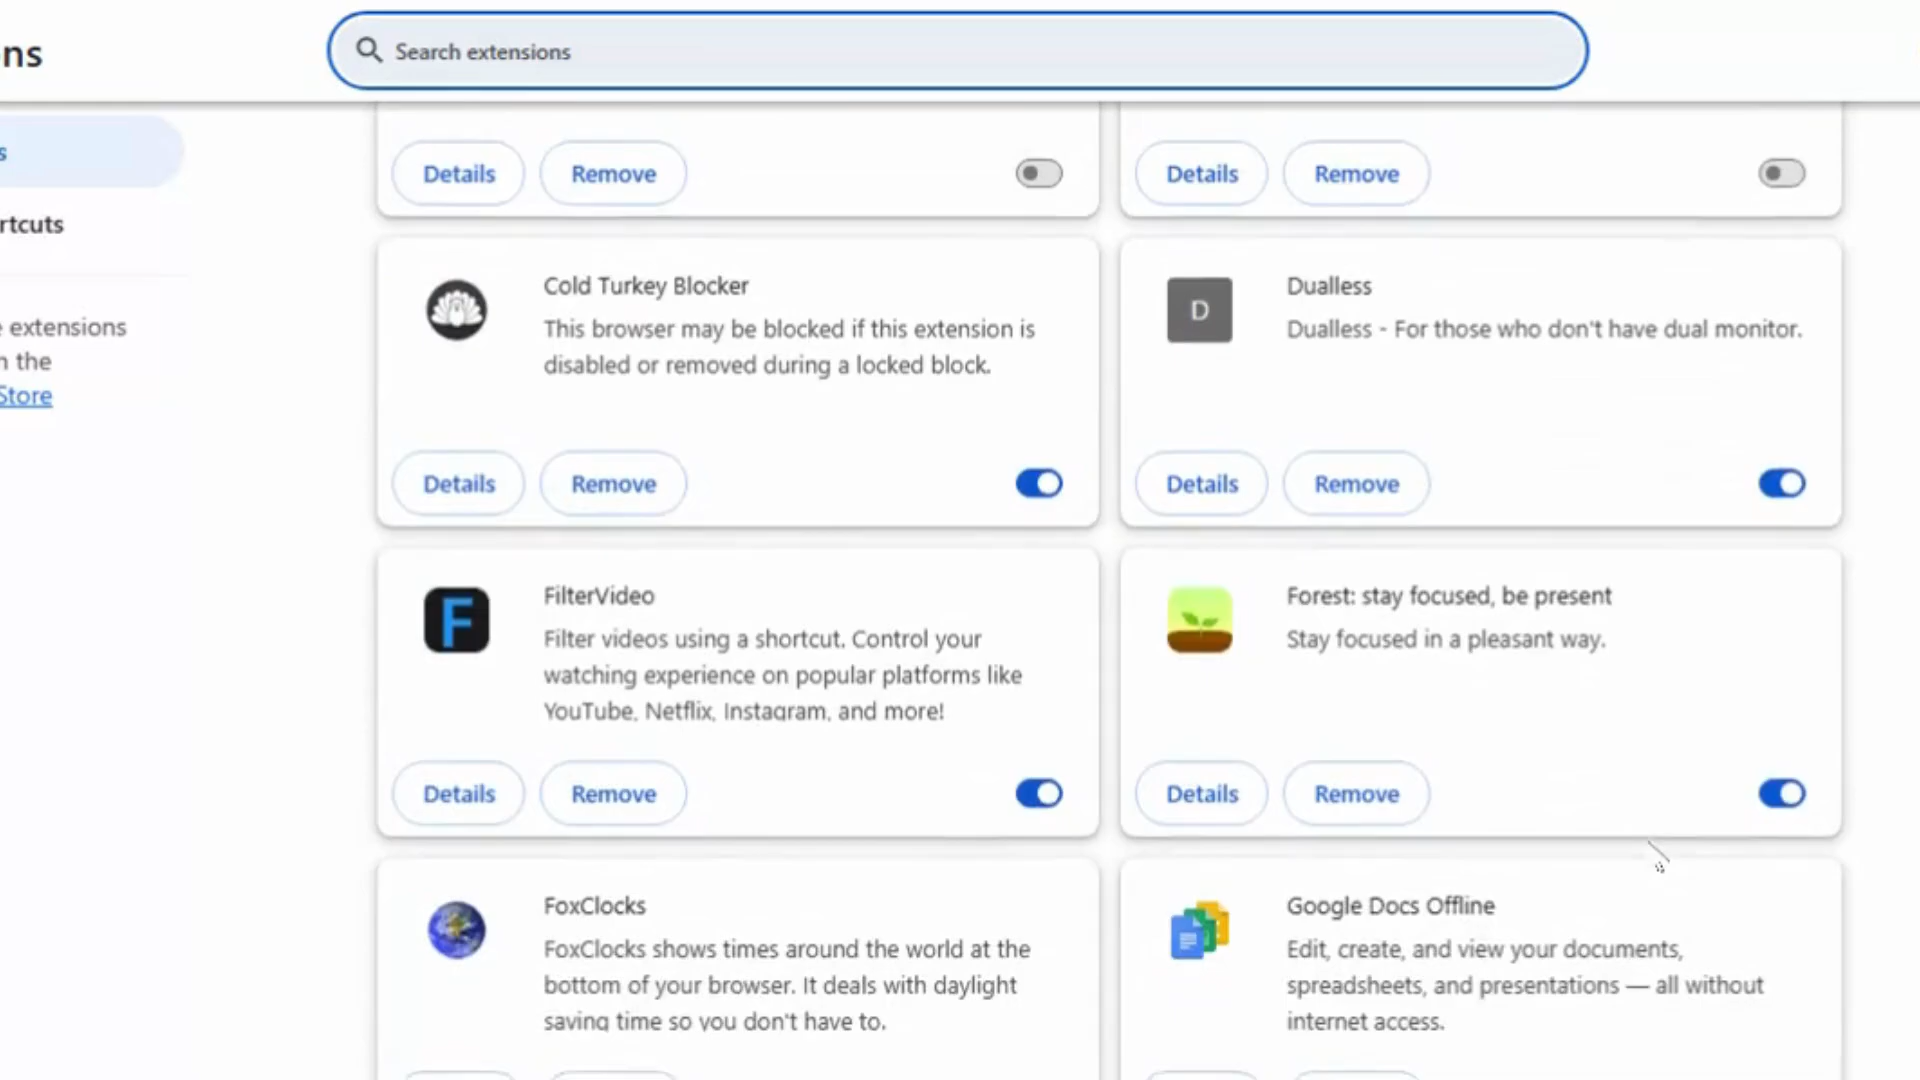 ns
Search extensions
s
rtcuts
e extensions
n the
Store
Details Remove
Details Remove
Cold Turkey Blocker
This browser may be blocked if this extension is
disabled or removed during a locked block.
Details Remove
D
Dualless
Dualless - For those who don't have dual monitor.
Details Remove
F
FilterVideo
Filter videos using a shortcut. Control your
watching experience on popular platforms like
YouTube, Netflix, Instagram, and more!
Details Remove
Forest: stay focused, be present
Stay focused in a pleasant way.
Details Remove
FoxClocks
FoxClocks shows times around the world at the
bottom of your browser. It deals with daylight
saving time so you don't have to.
Google Docs Offline
Edit, create, and view your documents,
spreadsheets, and presentations — all without
internet access.